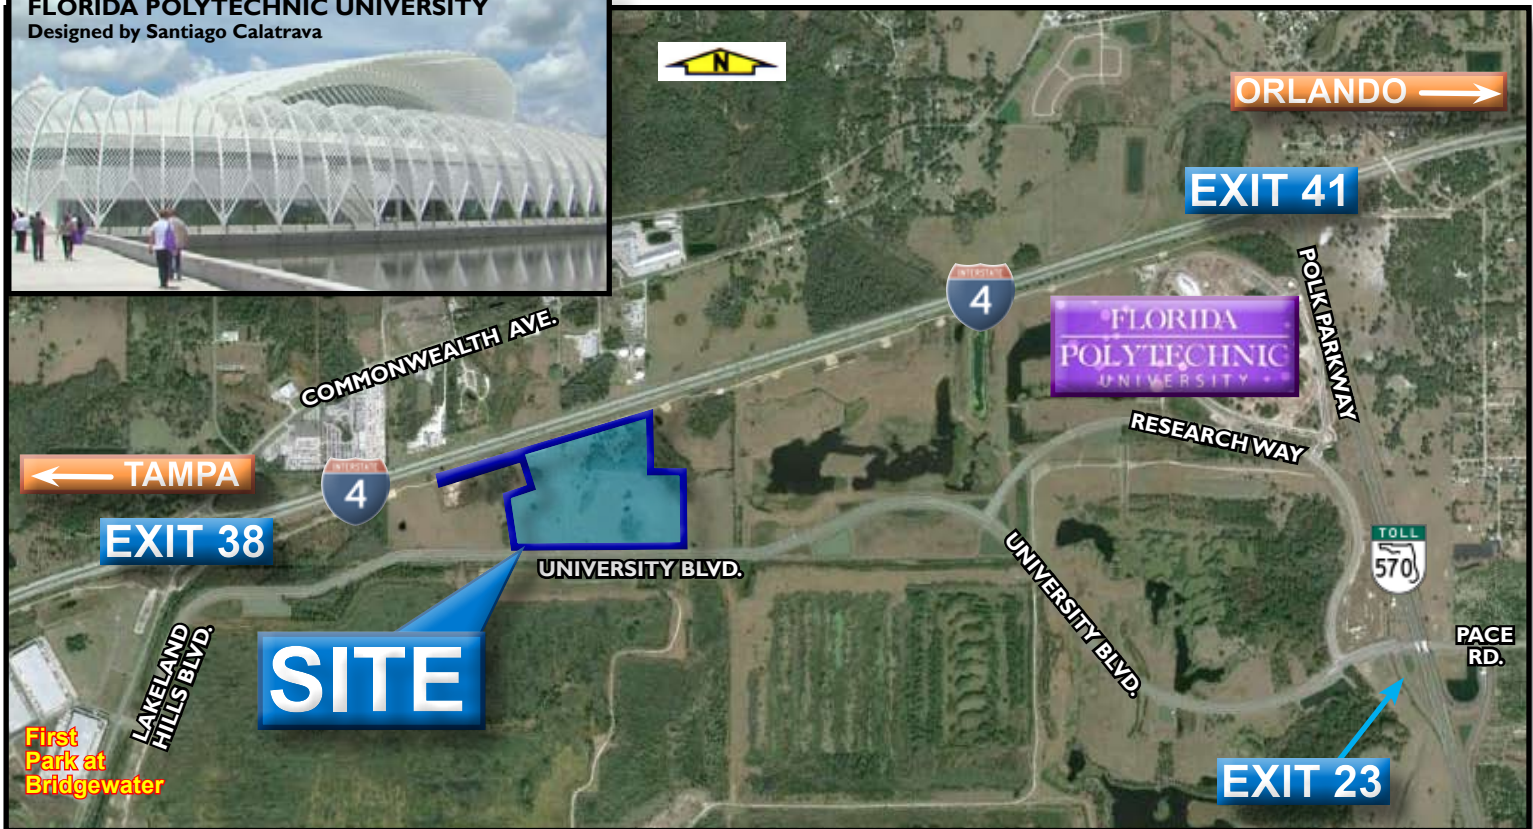 FLORIDA POLYTECHNIC UNIVERSITY
Designed by Santiago Calatrava
N
ORLANDO
EXIT 41
INTERSTATE
4
POLK PARKWAY
FLORIDA
POLYTECHNIC
UNIVERSITY
COMMONWEALTH AVE.
RESEARCH WAY
TAMPA
INTERSTATE
4
EXIT 38
UNIVERSITY BLVD.
UNIVERSITY BLVD.
TOLL
570
SITE
LAKELAND
HILLS BLVD.
PACE
RD.
First
Park at
Bridgewater
EXIT 23